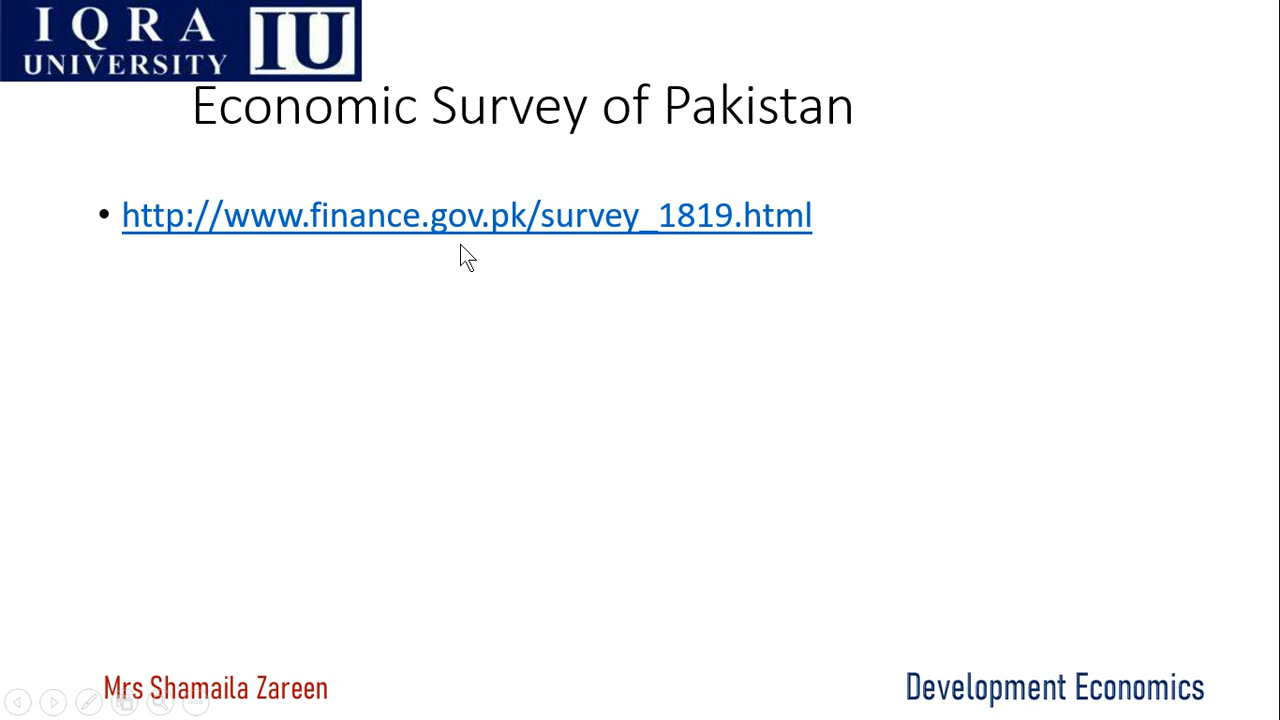 IQRA
UNIVERSITY
IU
Economic Survey of Pakistan
• http://www.finance.gov.pk/survey_1819.html
Mrs Shamaila Zareen
Development Economics